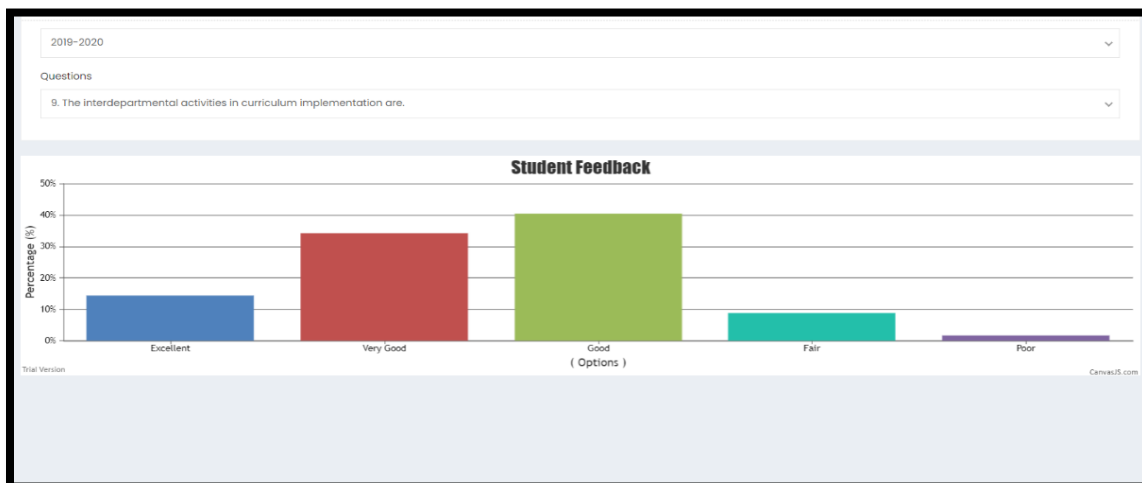 2019-2020
Questions
9. The interdepartmental activities in curriculum implementation are.
Student Feedback
Percentage (%)
50%
40%
30%
20%
10%
0%
Excellent Very Good Good Fair Poor
( Options )
Trial Version CanvasJS.com